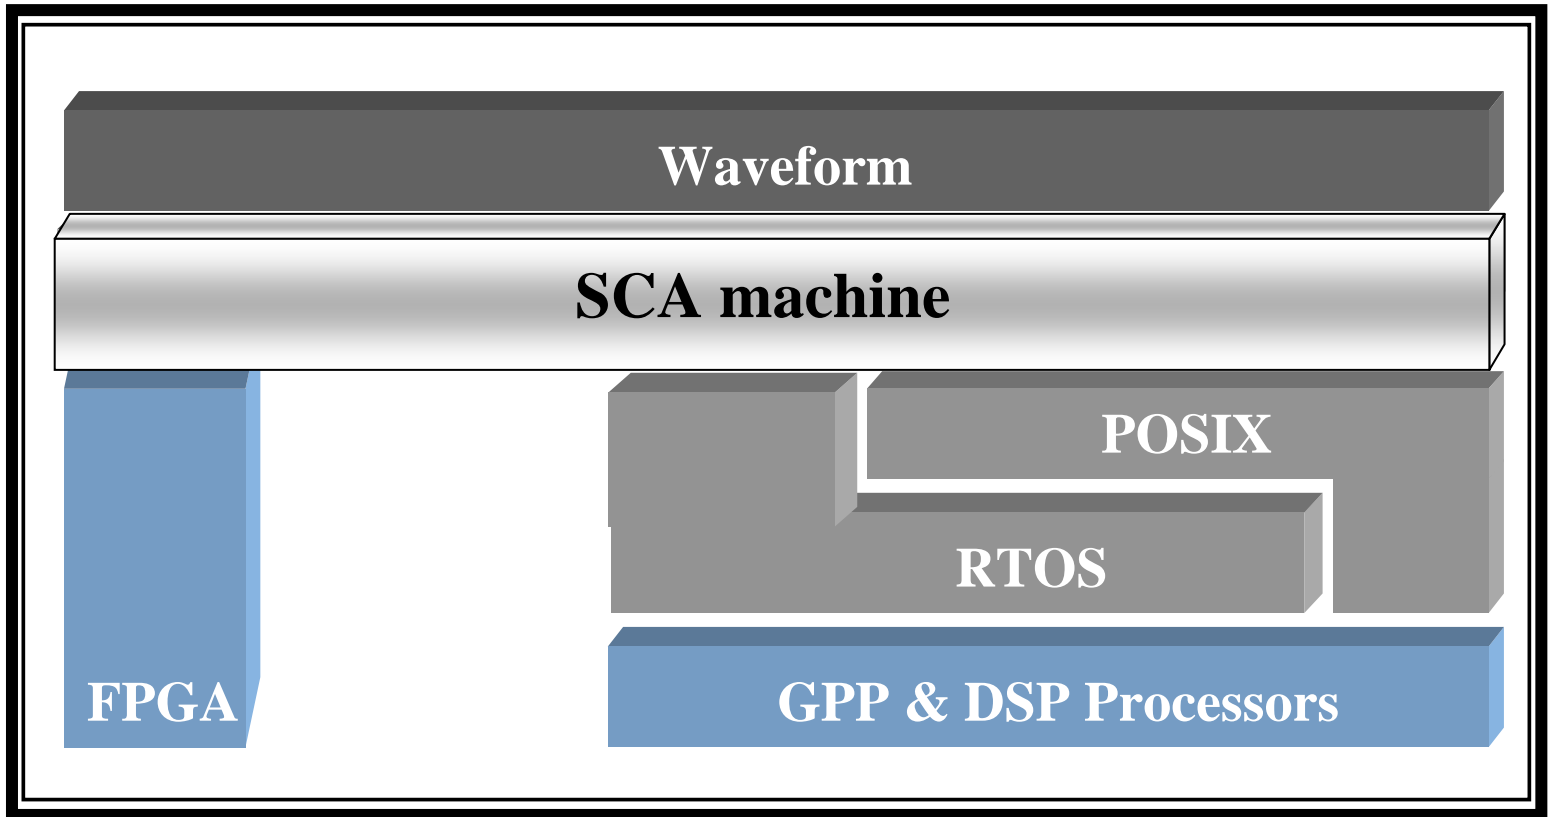 Waveform
SCA machine
POSIX
RTOS
FPGA
GPP & DSP Processors